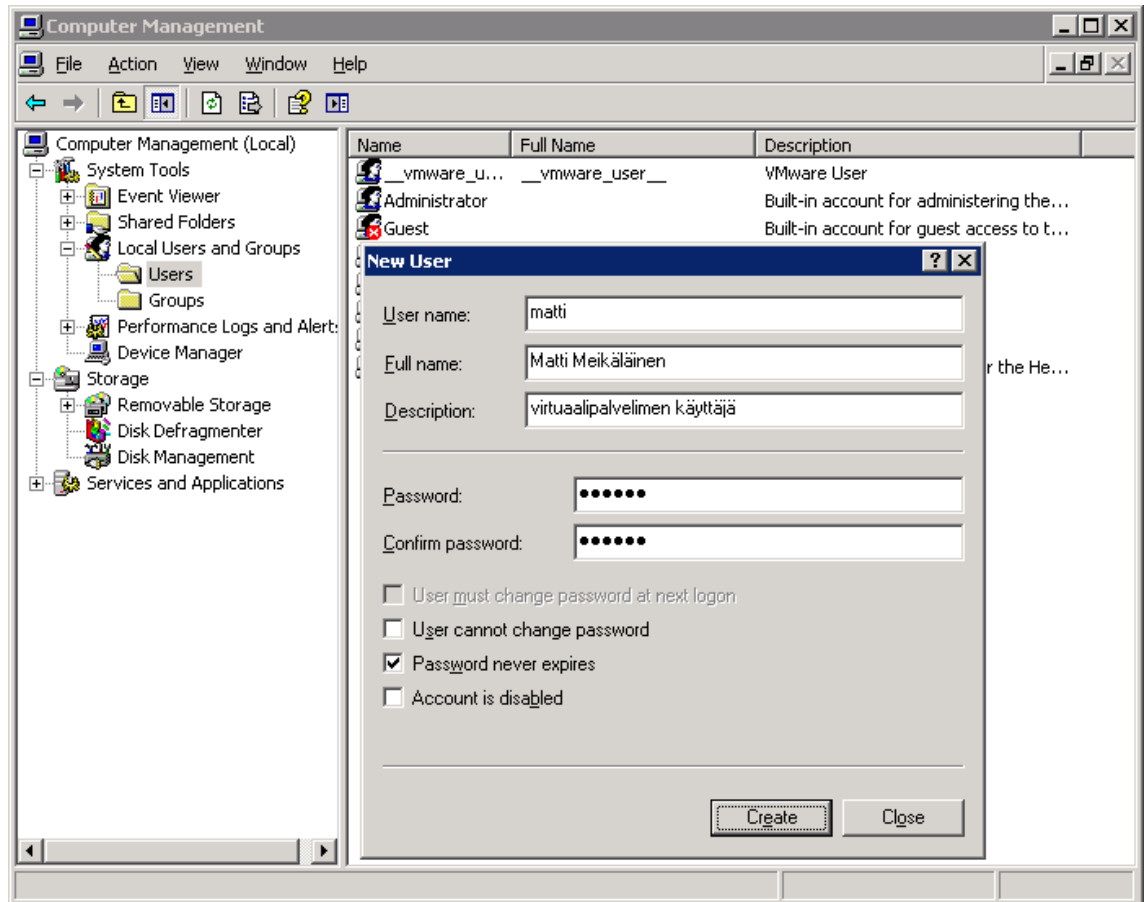 Computer Management
File Action View Window Help
Computer Management (Local)
System Tools
Event Viewer
Shared Folders
Local Users and Groups
Users
Groups
Performance Logs and Alert
Device Manager
Storage
Removable Storage
Disk Defragmenter
Disk Management
Services and Applications
Name Full Name Description
__vmware_u... __vmware_user__ VMware User
Administrator Built-in account for administering the...
Guest Built-in account for guest access to t...
r the He...
New User
User name: matti
Full name: Matti Meikäläinen
Description: virtuaalipalvelimen käyttäjä
Password: ••••••
Confirm password: ••••••
User must change password at next logon
User cannot change password
Password never expires
Account is disabled
Create Close